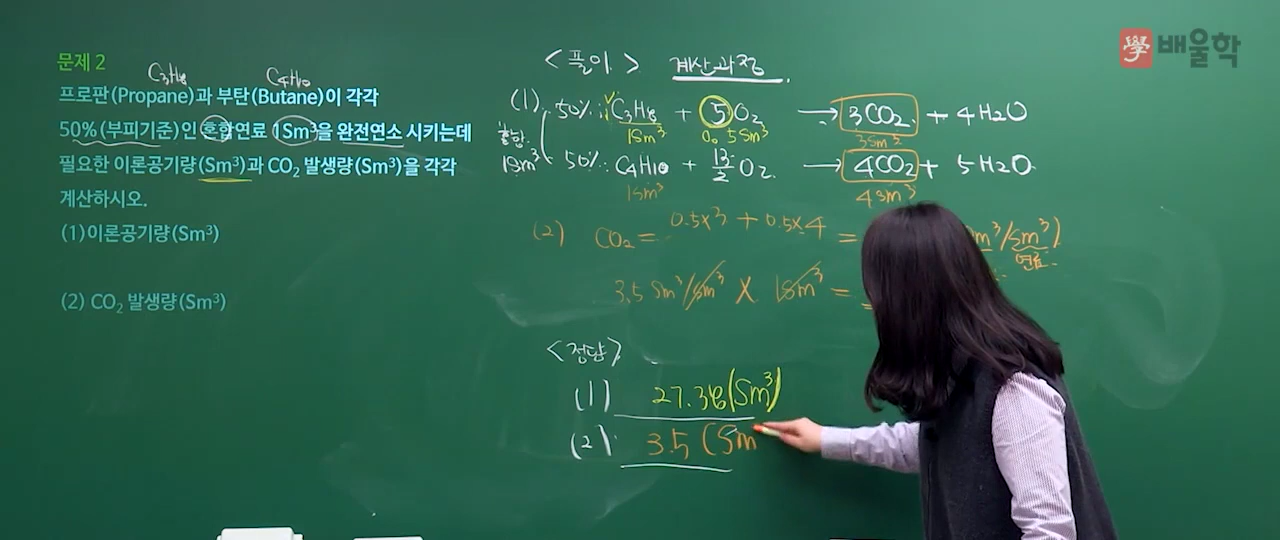 學 배울학
문제 2
C3H8 C4H10
프로판(Propane)과 부탄(Butane)이 각각
50%(부피기준)인 혼합연료 1Sm³을 완전연소 시키는데
필요한 이론공기량(Sm³)과 CO₂ 발생량(Sm³)을 각각
계산하시오.
(1)이론공기량(Sm³)
(2) CO₂ 발생량(Sm³)
<풀이> 계산과정
(1) 50%: C3H8 + 5O2 → 3CO2 + 4H2O
1Sm³ 5Sm³ 3Sm³
혼합
1Sm³
50%: C4H10 + 13/2 O2 → 4CO2 + 5H2O
1Sm³ 4Sm³
(2) CO2 = 0.5×3 + 0.5×4 = m³/Sm³)
연료
3.5 Sm³/Sm³ × 1Sm³ =
<정답>
(1) 27.38(Sm³)
(2) 3.5 (Sm